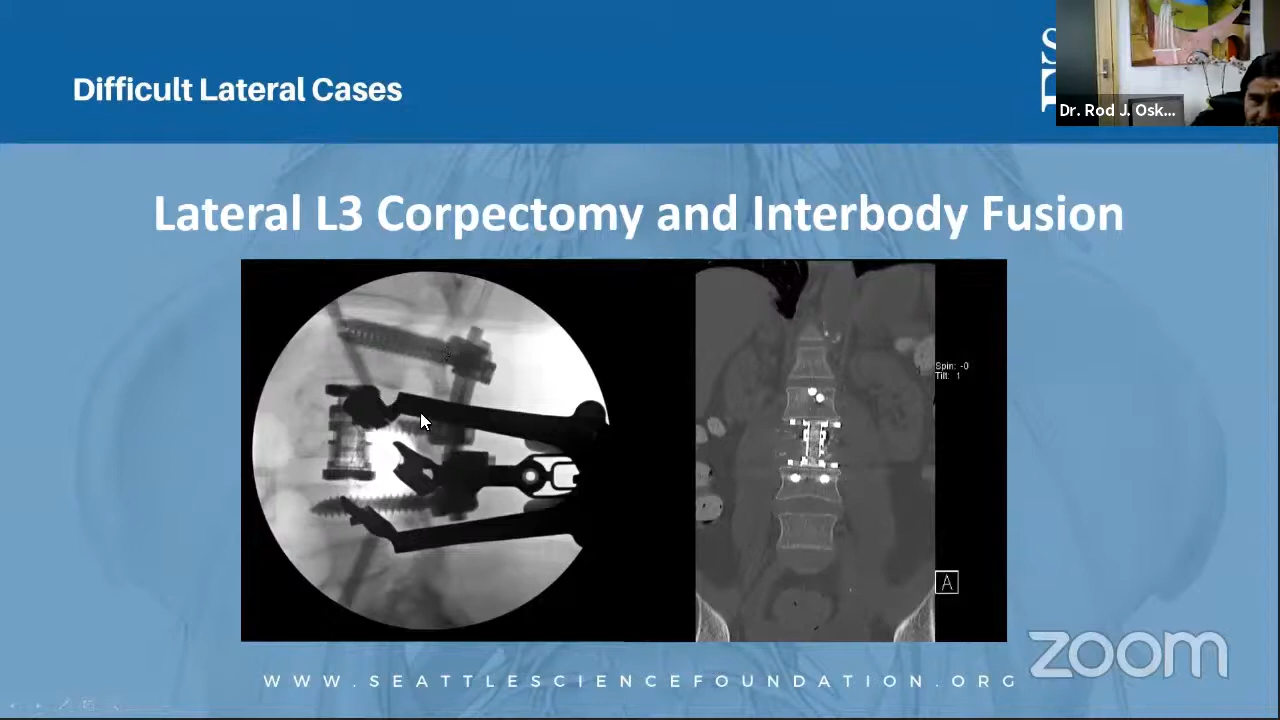 Difficult Lateral Cases
Dr. Rod J. Osk...
Lateral L3 Corpectomy and Interbody Fusion
Spin: -0
Tilt: 1
A
zoom
WWW.SEATTLESCIENCEFOUNDATION.ORG